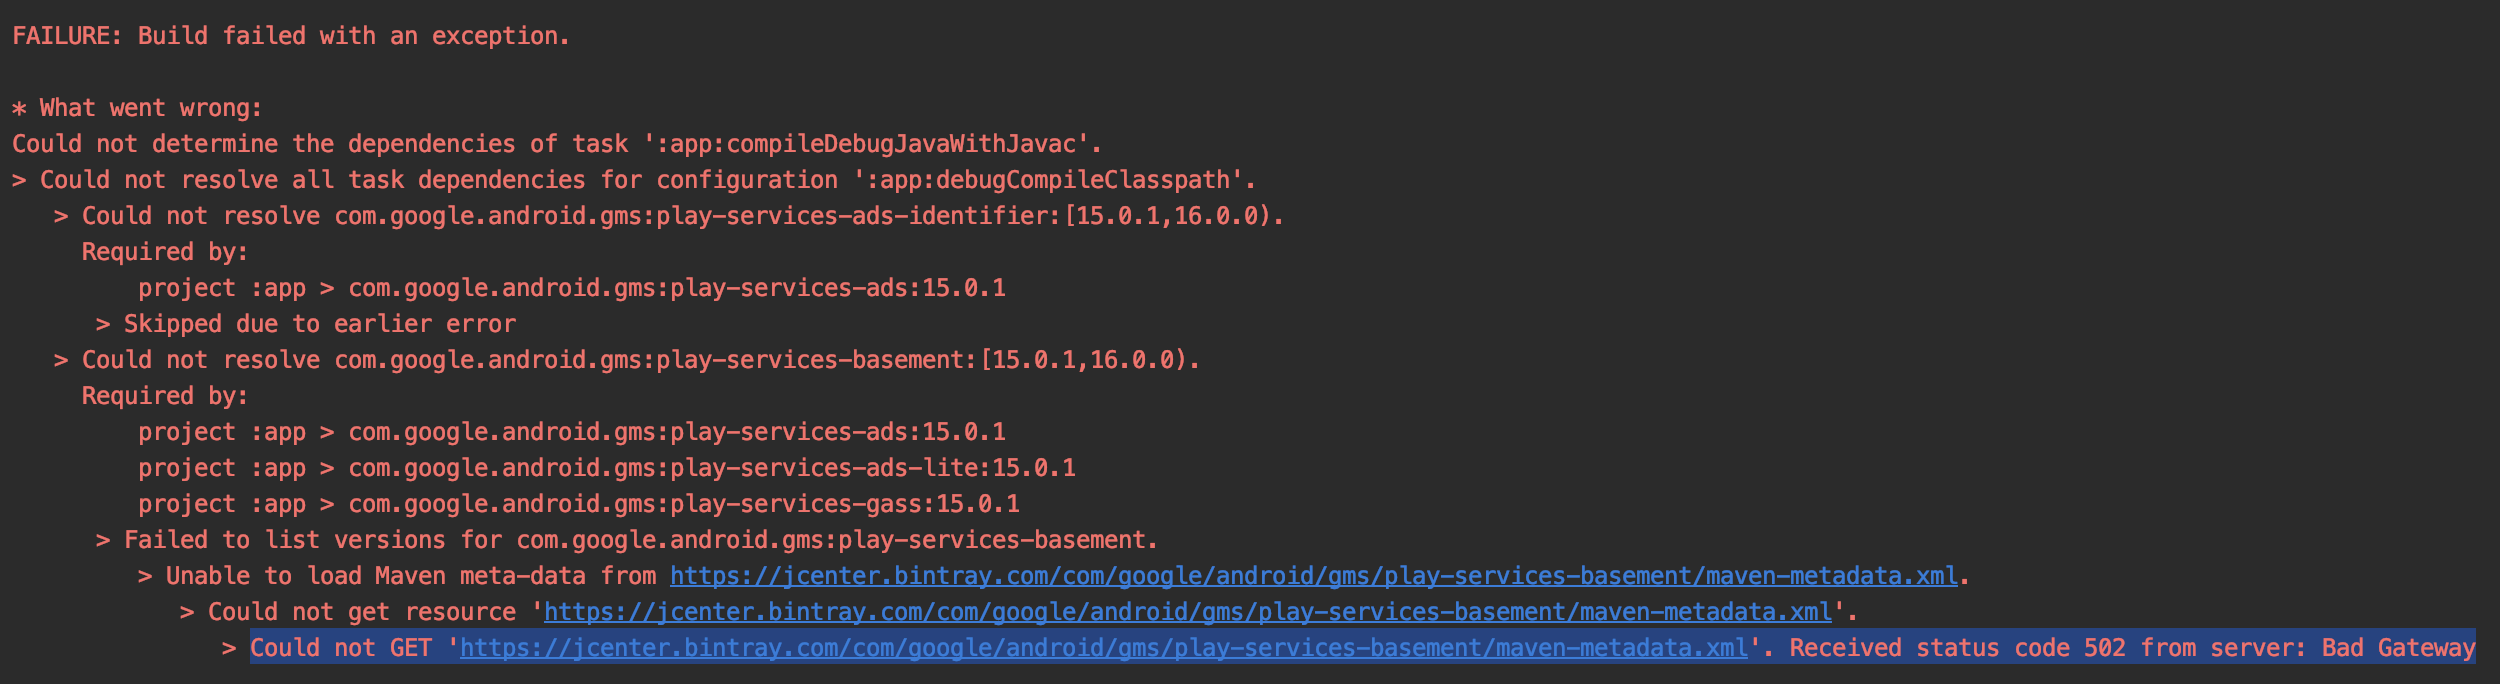 FAILURE: Build failed with an exception.
* What went wrong:
Could not determine the dependencies of task ':app:compileDebugJavaWithJavac'.
> Could not resolve all task dependencies for configuration ':app:debugCompileClasspath'.
> Could not resolve com.google.android.gms:play-services-ads-identifier:[15.0.1,16.0.0).
Required by:
project :app > com.google.android.gms:play-services-ads:15.0.1
> Skipped due to earlier error
> Could not resolve com.google.android.gms:play-services-basement:[15.0.1,16.0.0).
Required by:
project :app > com.google.android.gms:play-services-ads:15.0.1
project :app > com.google.android.gms:play-services-ads-lite:15.0.1
project :app > com.google.android.gms:play-services-gass:15.0.1
> Failed to list versions for com.google.android.gms:play-services-basement.
> Unable to load Maven meta-data from https://jcenter.bintray.com/com/google/android/gms/play-services-basement/maven-metadata.xml.
> Could not get resource 'https://jcenter.bintray.com/com/google/android/gms/play-services-basement/maven-metadata.xml'.
> Could not GET 'https://jcenter.bintray.com/com/google/android/gms/play-services-basement/maven-metadata.xml'. Received status code 502 from server: Bad Gateway